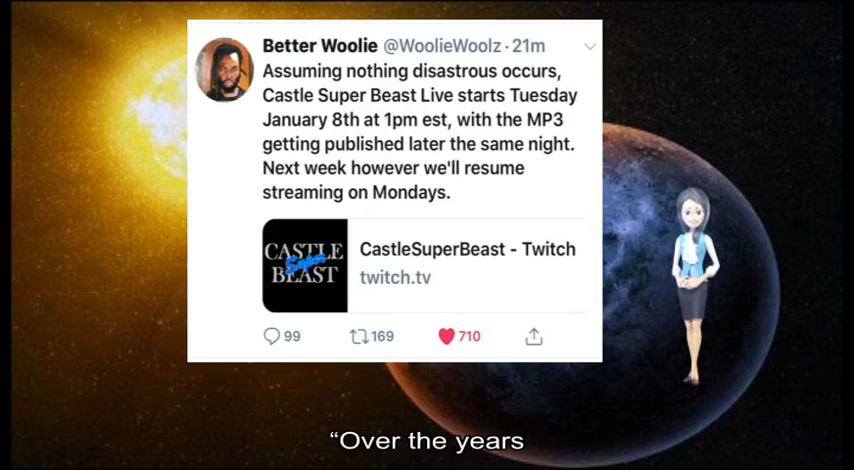 Better Woolie @WoolieWoolz · 21m
Assuming nothing disastrous occurs,
Castle Super Beast Live starts Tuesday
January 8th at 1pm est, with the MP3
getting published later the same night.
Next week however we'll resume
streaming on Mondays.
CASTLE
Super
BEAST
CastleSuperBeast - Twitch
twitch.tv
99 169 710
“Over the years